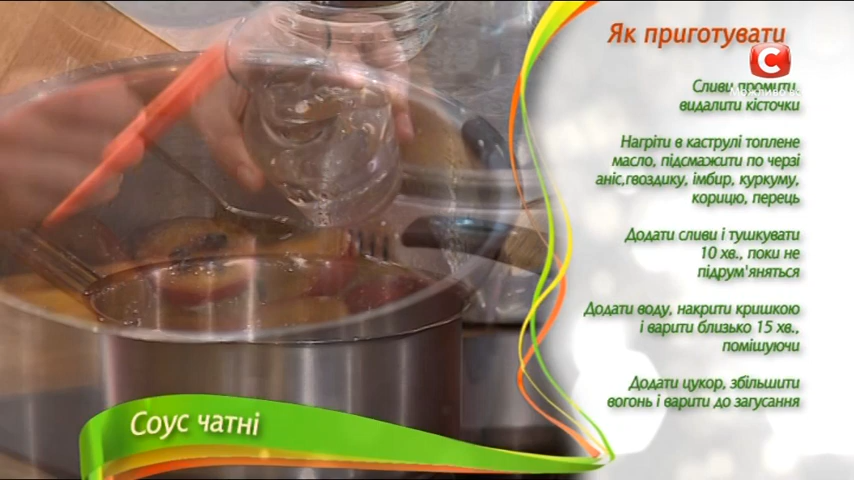 Як приготувати
Сливи промити,
видалити кісточки
Нагріти в каструлі топлене
масло, підсмажити по черзі
аніс,гвоздику, імбир, куркуму,
корицю, перець
Додати сливи і тушкувати
10 хв., поки не
підрум'яняться
Додати воду, накрити кришкою
і варити близько 15 хв.,
помішуючи
Додати цукор, збільшити
вогонь і варити до загусання
Соус чатні